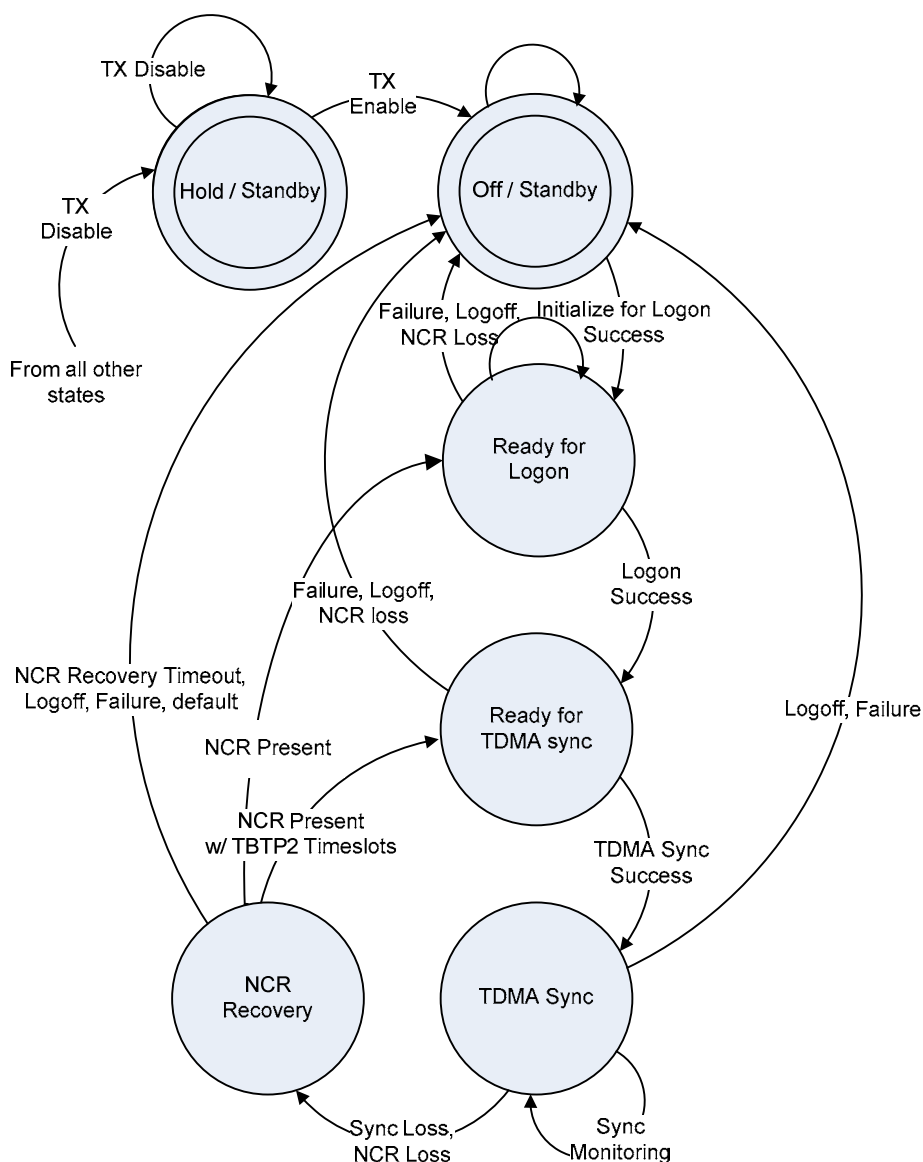 TX Disable
TX
Enable
Hold / Standby
Off / Standby
TX
Disable
From all other
states
Failure, Logoff,
NCR Loss
Initialize for Logon
Success
Ready for
Logon
Logon
Success
Failure, Logoff,
NCR loss
NCR Recovery Timeout,
Logoff, Failure, default
Ready for
TDMA sync
Logoff, Failure
NCR Present
NCR Present
w/ TBTP2 Timeslots
TDMA Sync
Success
NCR
Recovery
TDMA Sync
Sync Loss,
NCR Loss
Sync
Monitoring